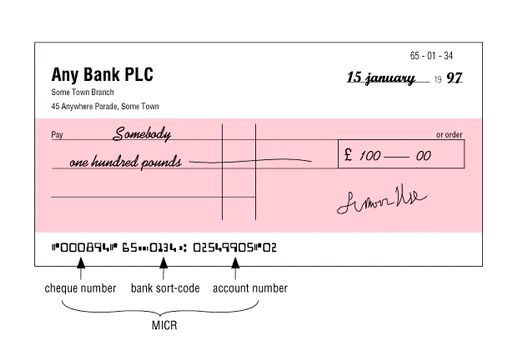 65 - 01 - 34
Any Bank PLC
15 january 19 97
Some Town Branch
45 Anywhere Parade, Some Town
Pay Somebody or order
one hundred pounds £ 100 — 00
⑈000894⑈ 65⑉0134⑆ 02549905⑈02
cheque number bank sort-code account number
MICR